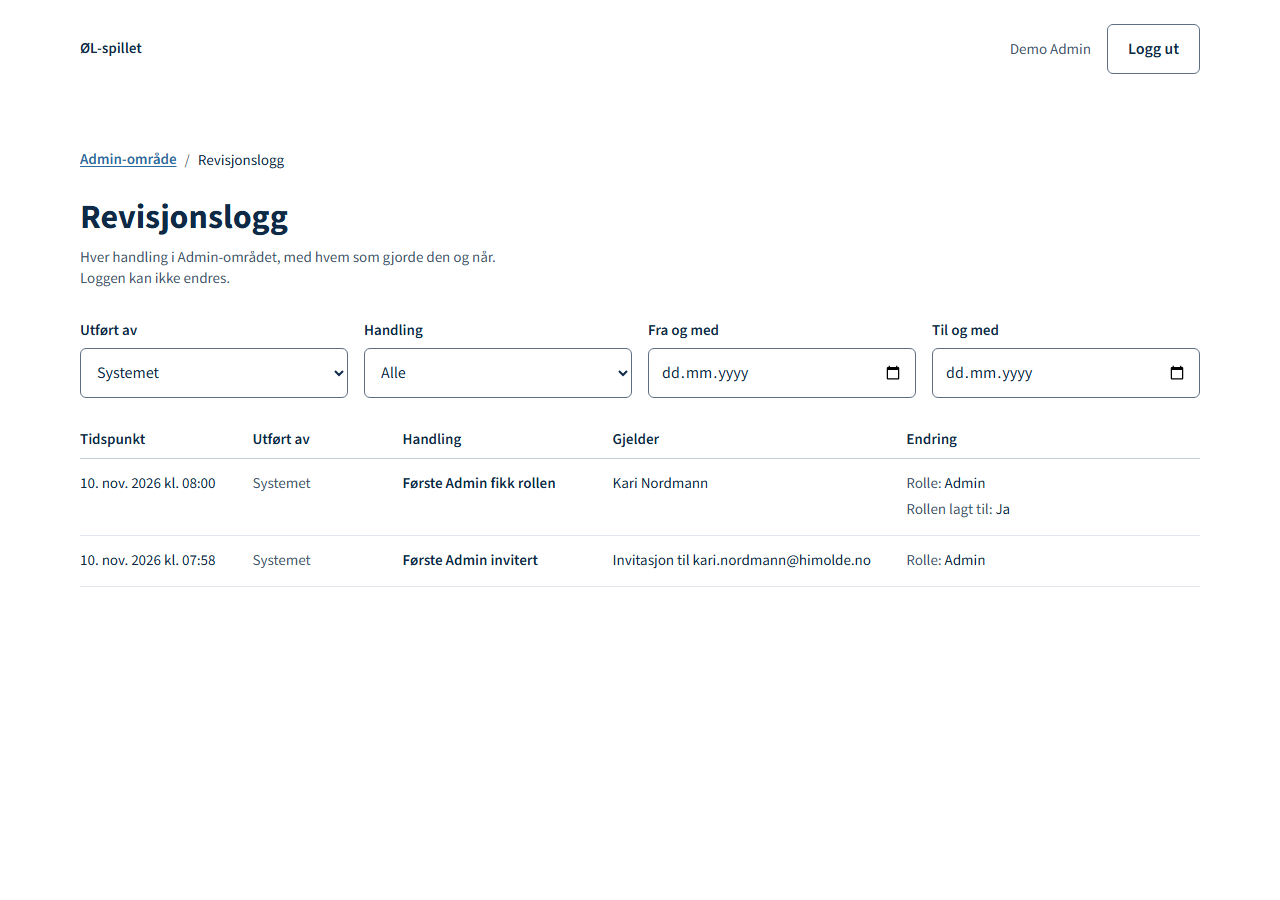 ØL-spillet
Demo Admin
Logg ut
Admin-område / Revisjonslogg
Revisjonslogg
Hver handling i Admin-området, med hvem som gjorde den og når.
Loggen kan ikke endres.
Utført av Handling Fra og med Til og med
Systemet Alle dd.mm.yyyy dd.mm.yyyy
Tidspunkt Utført av Handling Gjelder Endring
10. nov. 2026 kl. 08:00 Systemet Første Admin fikk rollen Kari Nordmann Rolle: Admin
Rollen lagt til: Ja
10. nov. 2026 kl. 07:58 Systemet Første Admin invitert Invitasjon til kari.nordmann@himolde.no Rolle: Admin